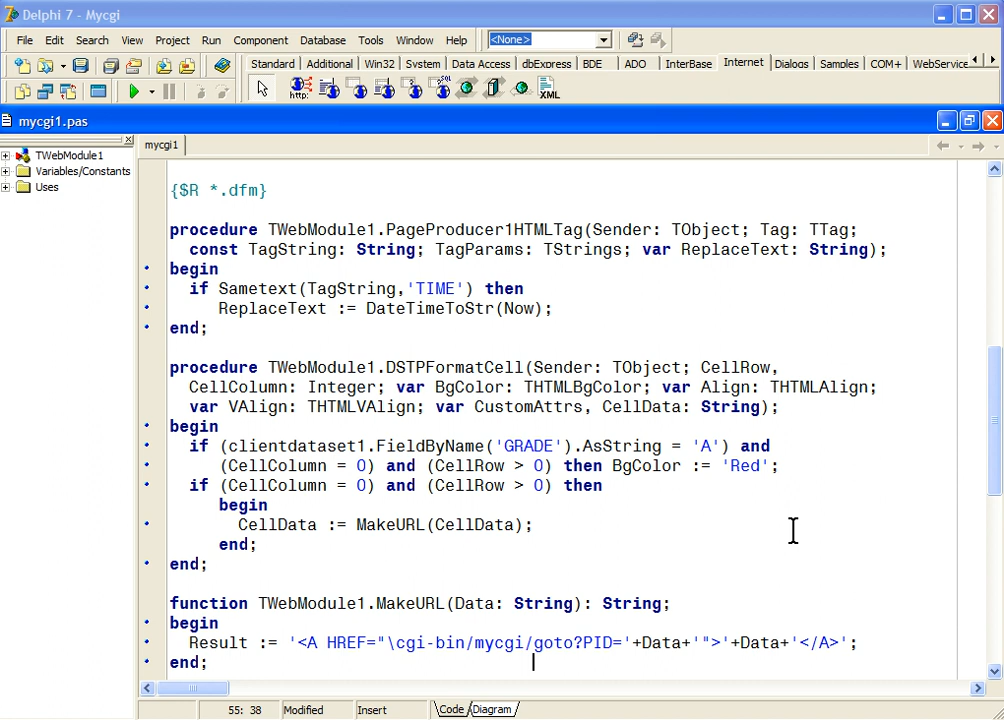 Delphi 7 - Mycgi
File Edit Search View Project Run Component Database Tools Window Help <None>
Standard Additional Win32 System Data Access dbExpress BDE ADO InterBase Internet Dialogs Samples COM+ WebService
http: SQL XML
mycgi1.pas
mycgi1
TWebModule1
Variables/Constants
Uses
{$R *.dfm}
procedure TWebModule1.PageProducer1HTMLTag(Sender: TObject; Tag: TTag;
const TagString: String; TagParams: TStrings; var ReplaceText: String);
begin
if Sametext(TagString,'TIME') then
ReplaceText := DateTimeToStr(Now);
end;
procedure TWebModule1.DSTPFormatCell(Sender: TObject; CellRow,
CellColumn: Integer; var BgColor: THTMLBgColor; var Align: THTMLAlign;
var VAlign: THTMLVAlign; var CustomAttrs, CellData: String);
begin
if (clientdataset1.FieldByName('GRADE').AsString = 'A') and
(CellColumn = 0) and (CellRow > 0) then BgColor := 'Red';
if (CellColumn = 0) and (CellRow > 0) then
begin
CellData := MakeURL(CellData);
end;
end;
function TWebModule1.MakeURL(Data: String): String;
begin
Result := '<A HREF="\cgi-bin/mycgi/goto?PID='+Data+'">'+Data+'</A>';
end;
55: 38 Modified Insert Code Diagram